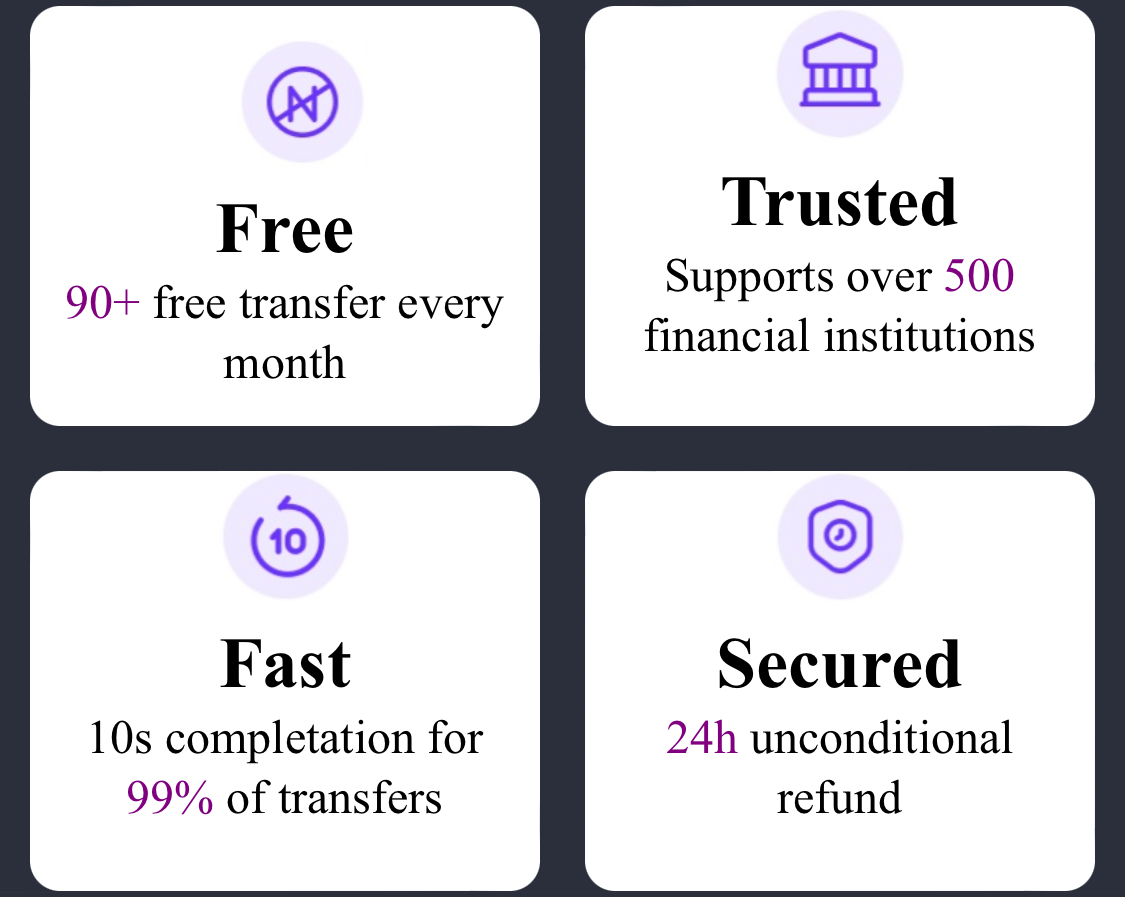 Free
90+ free transfer every
month
Trusted
Supports over 500
financial institutions
10
Fast
10s completation for
99% of transfers
Secured
24h unconditional
refund